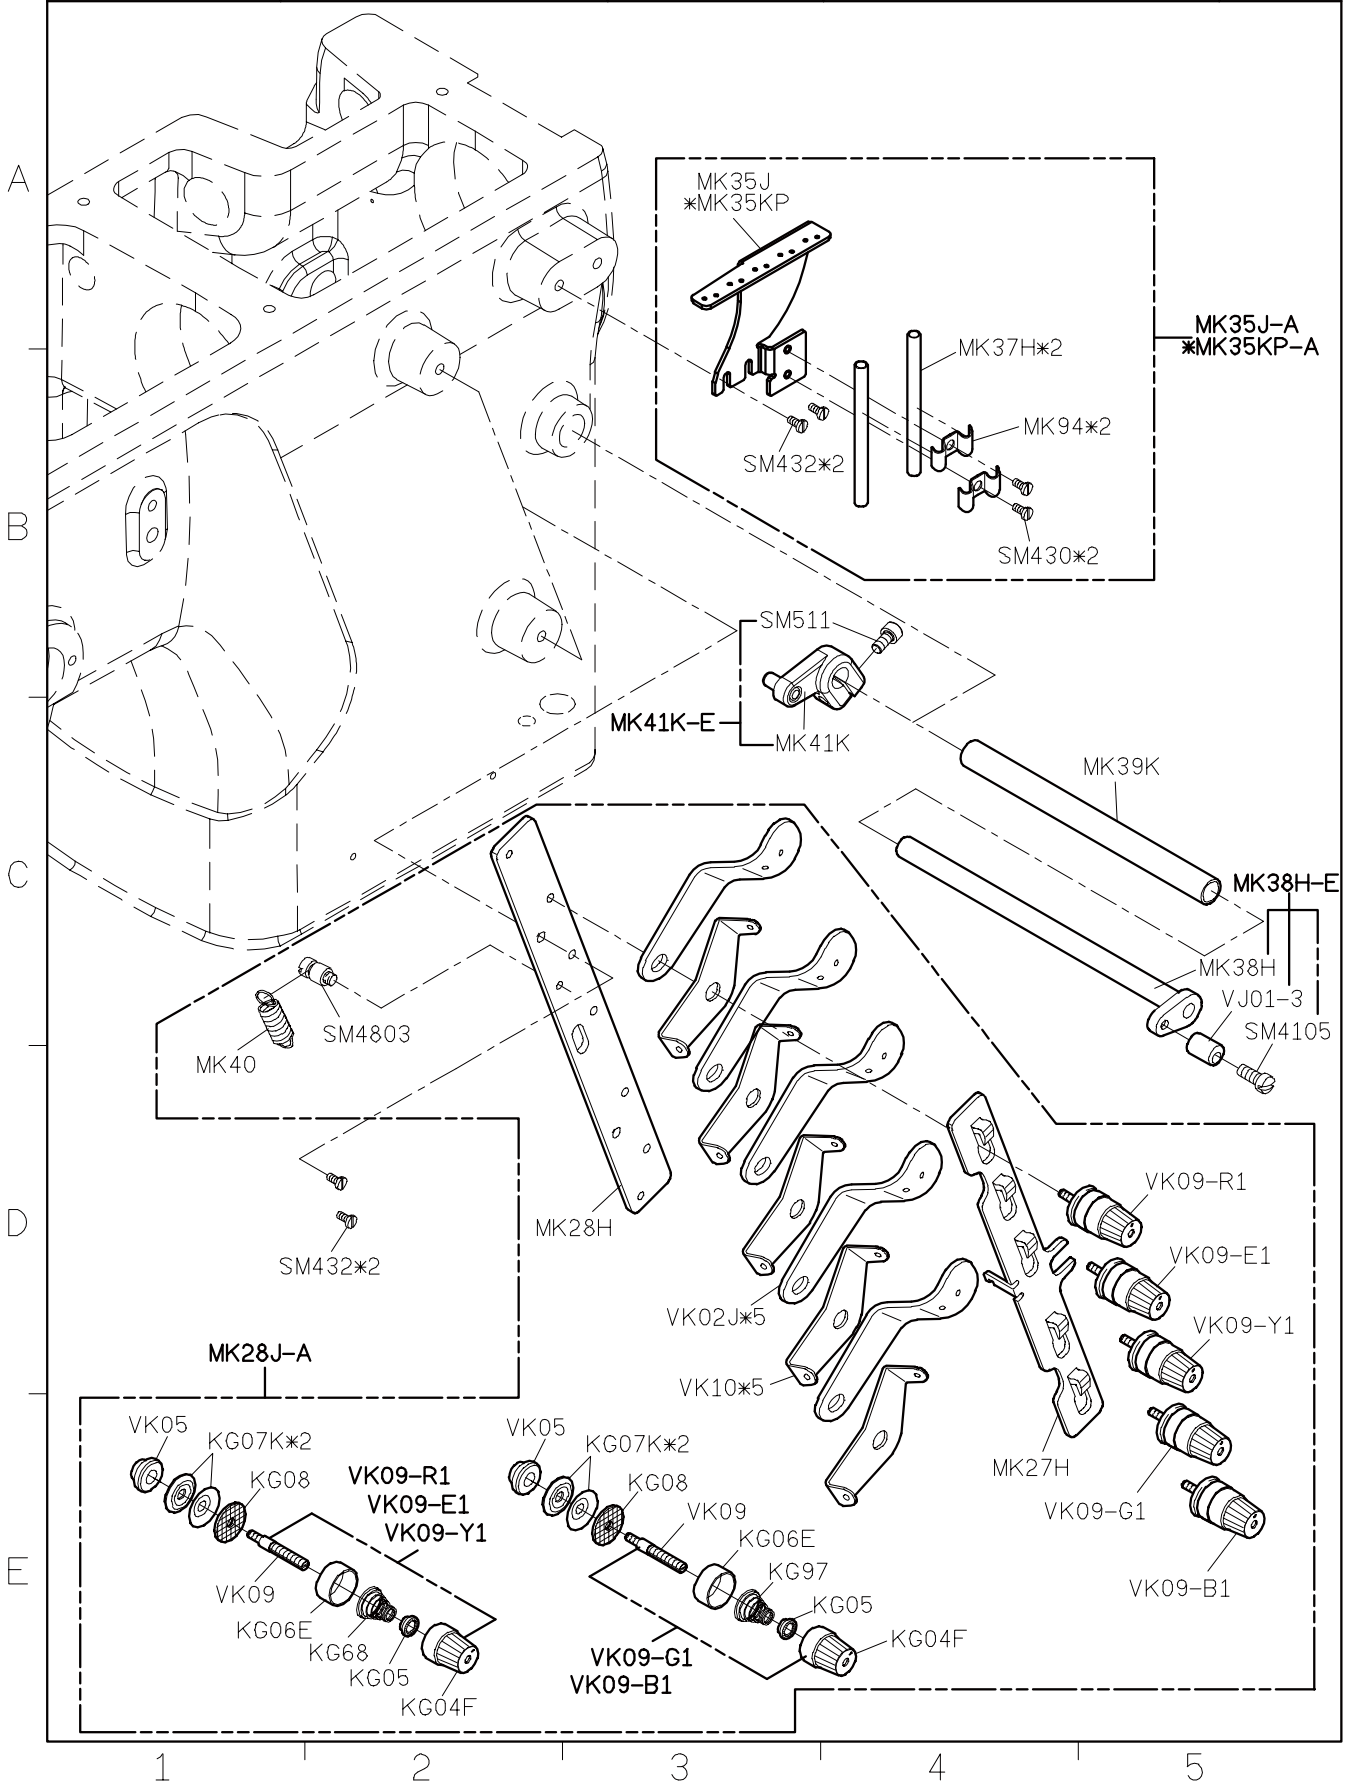 A
MK35J
*MK35KP
MK35J-A
*MK35KP-A
MK37H*2
MK94*2
SM432*2
B
SM430*2
SM511
MK41K-E
MK41K
MK39K
C
MK38H-E
MK38H
VJ01-3
SM4105
SM4803
MK40
D
VK09-R1
MK28H
VK09-E1
SM432*2
VK02J*5
VK09-Y1
MK28J-A
VK10*5
VK05
KG07K*2
KG08
VK09-R1
VK09-E1
VK09-Y1
VK05
KG07K*2
KG08
VK09
KG06E
KG97
KG05
MK27H
VK09-G1
VK09-B1
E
VK09
KG06E
KG68
KG05
KG04F
VK09-G1
VK09-B1
KG04F
1
2
3
4
5